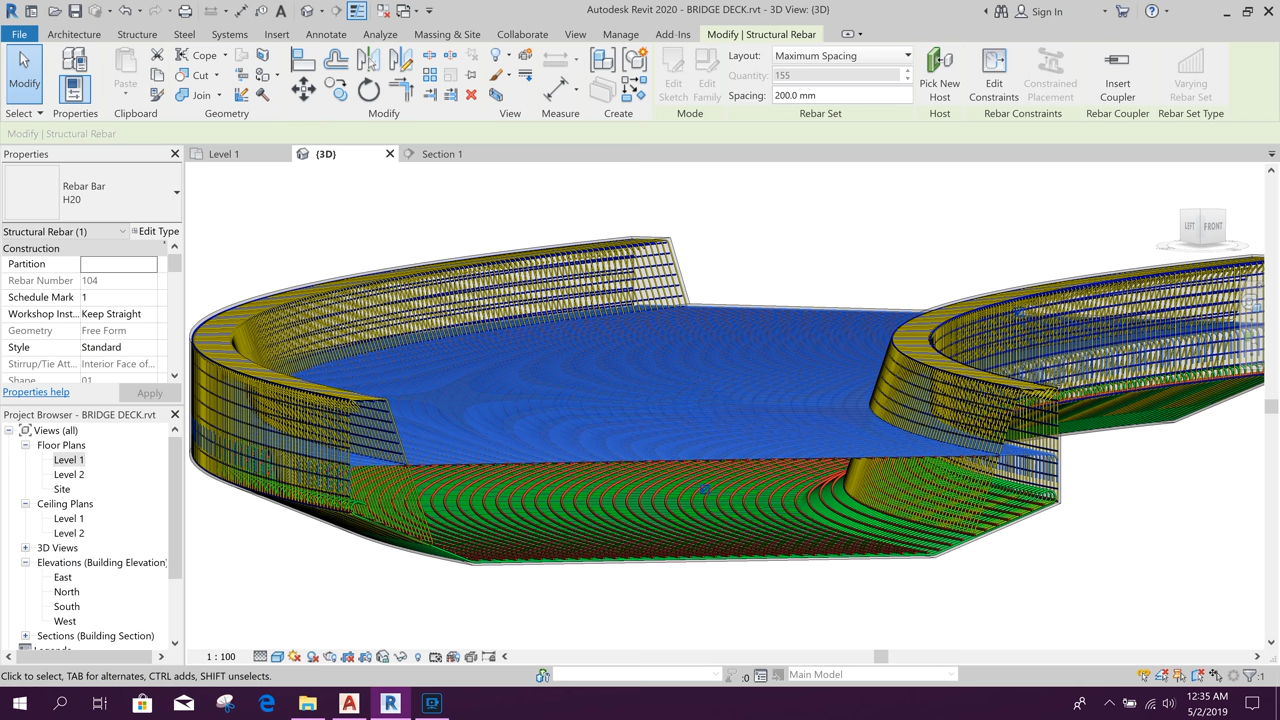 Autodesk Revit 2020 - BRIDGE DECK.rvt - 3D View: {3D}
Sign In
File Architecture Structure Steel Systems Insert Annotate Analyze Massing & Site Collaborate View Manage Add-Ins Modify | Structural Rebar
Modify
Select
Properties
Paste
Clipboard
Cope
Cut
Join
Geometry
Modify
View
Measure
Create
Edit
Sketch
Edit
Family
Mode
Layout: Maximum Spacing
Quantity: 155
Spacing: 200.0 mm
Rebar Set
Pick New
Host
Host
Edit
Constraints
Constrained
Placement
Rebar Constraints
Insert
Coupler
Rebar Coupler
Varying
Rebar Set
Rebar Set Type
Modify | Structural Rebar
Properties
Level 1
{3D}
Section 1
Rebar Bar
H20
Structural Rebar (1)
Edit Type
Construction
Partition
Rebar Number 104
Schedule Mark 1
Workshop Inst... Keep Straight
Geometry Free Form
Style Standard
Stirrup/Tie Att... Interior Face of...
Shape 01
Properties help
Apply
Project Browser - BRIDGE DECK.rvt
Views (all)
Floor Plans
Level 1
Level 2
Site
Ceiling Plans
Level 1
Level 2
3D Views
Elevations (Building Elevation)
East
North
South
West
Sections (Building Section)
LEFT
FRONT
1 : 100
Click to select, TAB for alternates, CTRL adds, SHIFT unselects.
:0
Main Model
:1
12:35 AM
5/2/2019